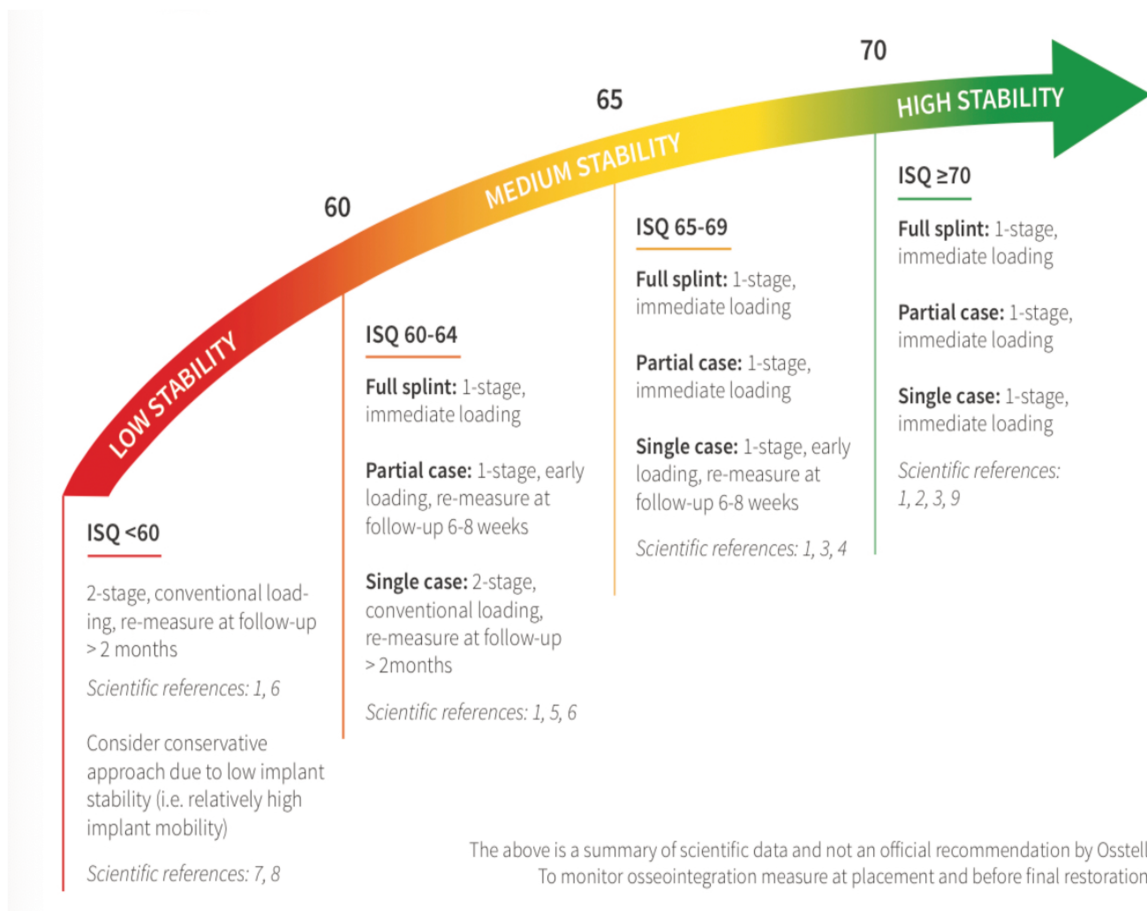 70
HIGH STABILITY
65
MEDIUM STABILITY
60
LOW STABILITY
ISQ <60
2-stage, conventional load-
ing, re-measure at follow-up
> 2 months
Scientific references: 1, 6
Consider conservative
approach due to low implant
stability (i.e. relatively high
implant mobility)
Scientific references: 7, 8
ISQ 60-64
Full splint: 1-stage,
immediate loading
Partial case: 1-stage, early
loading, re-measure at
follow-up 6-8 weeks
Single case: 2-stage,
conventional loading,
re-measure at follow-up
> 2months
Scientific references: 1, 5, 6
ISQ 65-69
Full splint: 1-stage,
immediate loading
Partial case: 1-stage,
immediate loading
Single case: 1-stage, early
loading, re-measure at
follow-up 6-8 weeks
Scientific references: 1, 3, 4
ISQ ≥70
Full splint: 1-stage,
immediate loading
Partial case: 1-stage,
immediate loading
Single case: 1-stage,
immediate loading
Scientific references:
1, 2, 3, 9
The above is a summary of scientific data and not an official recommendation by Osstell
To monitor osseointegration measure at placement and before final restoration